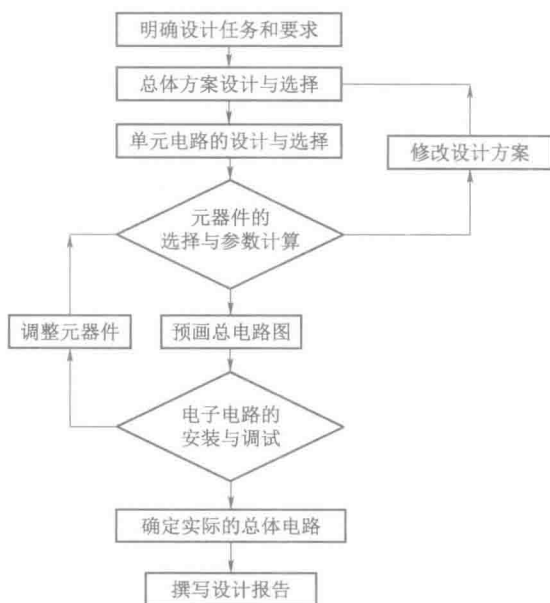 明确设计任务和要求
总体方案设计与选择
单元电路的设计与选择
修改设计方案
元器件的
选择与参数计算
调整元器件
预画总电路图
电子电路的
安装与调试
确定实际的总体电路
撰写设计报告